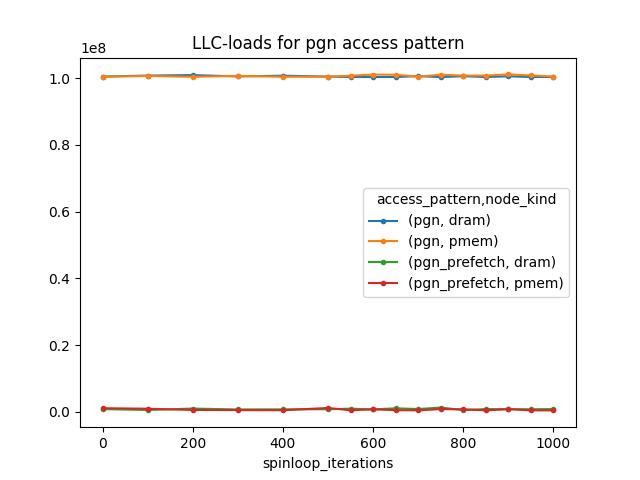 LLC-loads for pgn access pattern
1e8
1.0
0.8
0.6
0.4
0.2
0.0
access_pattern,node_kind
(pgn, dram)
(pgn, pmem)
(pgn_prefetch, dram)
(pgn_prefetch, pmem)
0 200 400 600 800 1000
spinloop_iterations